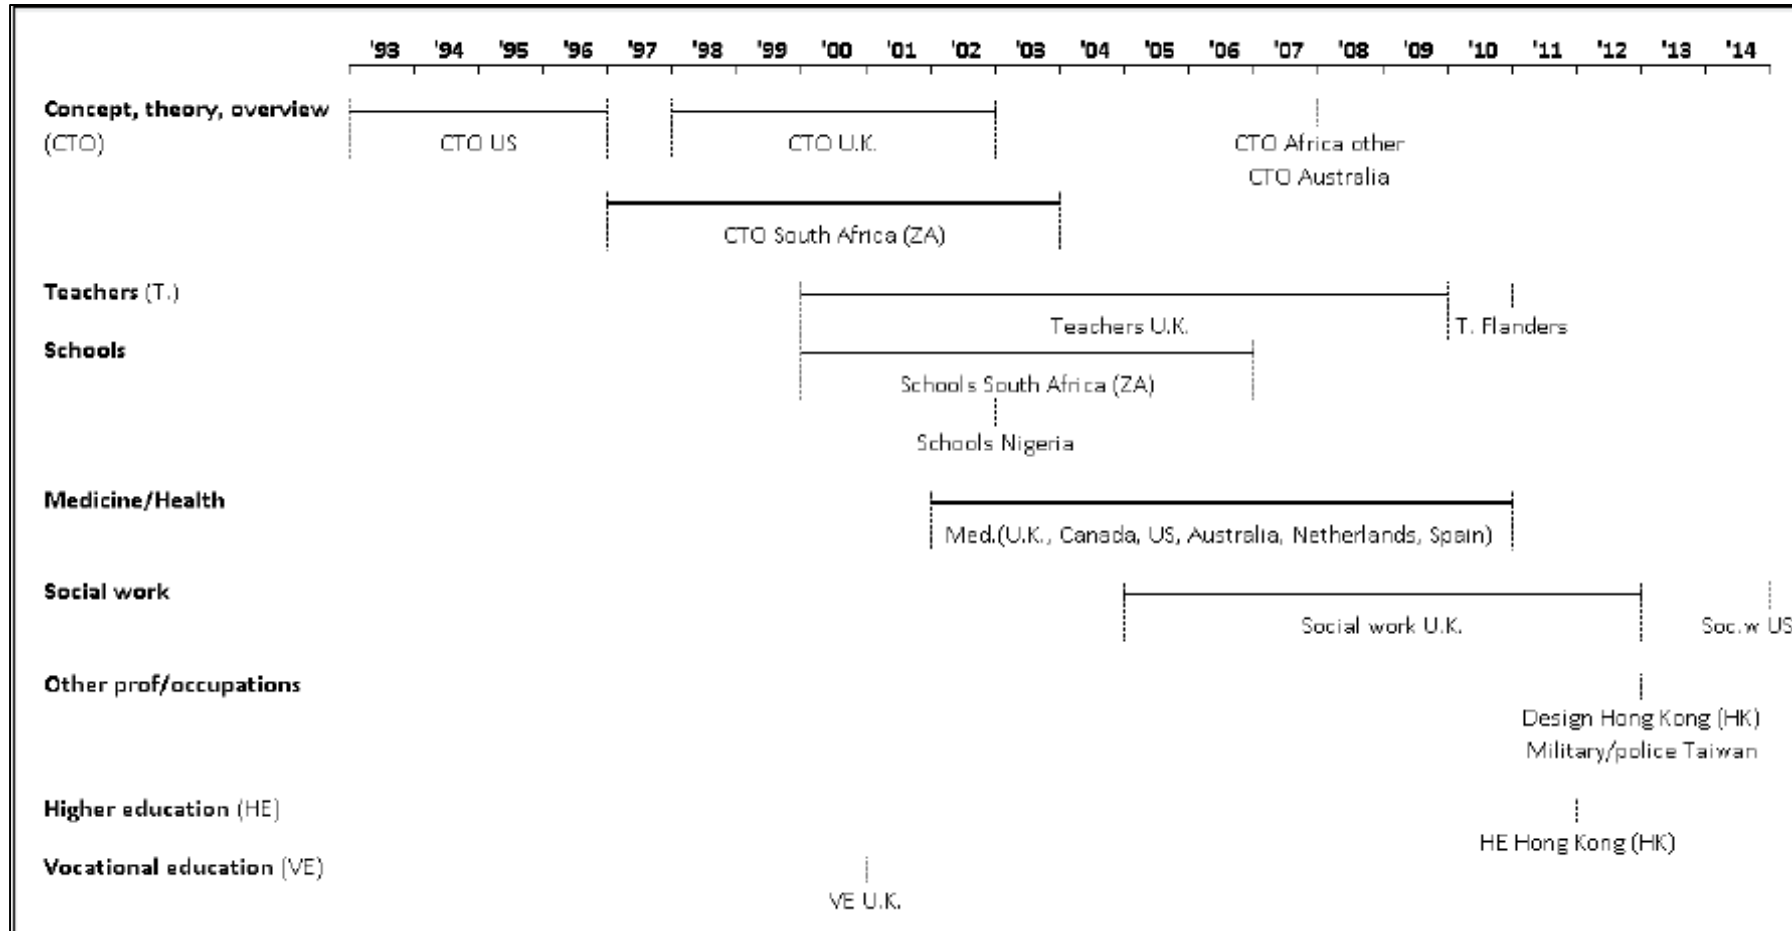 '93 '94 '95 '96 '97 '98 '99 '00 '01 '02 '03 '04 '05 '06 '07 '08 '09 '10 '11 '12 '13 '14
Concept, theory, overview
(CTO)
CTO US
CTO U.K.
CTO Africa other
CTO Australia
CTO South Africa (ZA)
Teachers (T.)
Teachers U.K.
T. Flanders
Schools
Schools South Africa (ZA)
Schools Nigeria
Medicine/Health
Med.(U.K., Canada, US, Australia, Netherlands, Spain)
Social work
Social work U.K.
Soc.w US
Other prof/occupations
Design Hong Kong (HK)
Military/police Taiwan
Higher education (HE)
HE Hong Kong (HK)
Vocational education (VE)
VE U.K.